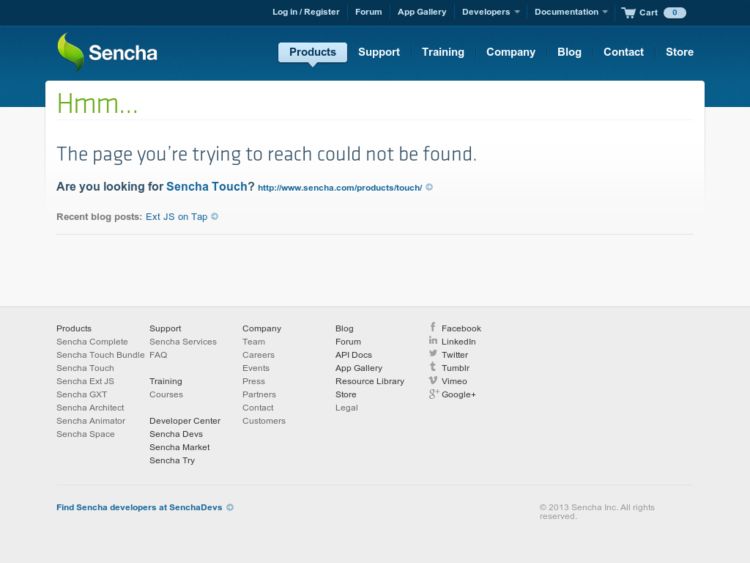 Log in / Register Forum App Gallery Developers Documentation Cart 0
Sencha Products Support Training Company Blog Contact Store
Hmm...
The page you're trying to reach could not be found.
Are you looking for Sencha Touch? http://www.sencha.com/products/touch/
Recent blog posts: Ext JS on Tap
Products Support Company Blog Facebook
Sencha Complete Sencha Services Team Forum LinkedIn
Sencha Touch Bundle FAQ Careers API Docs Twitter
Sencha Touch Events App Gallery Tumblr
Sencha Ext JS Training Press Resource Library Vimeo
Sencha GXT Courses Partners Store Google+
Sencha Architect Contact Legal
Sencha Animator Developer Center Customers
Sencha Space Sencha Devs
Sencha Market
Sencha Try
Find Sencha developers at SenchaDevs © 2013 Sencha Inc. All rights
reserved.